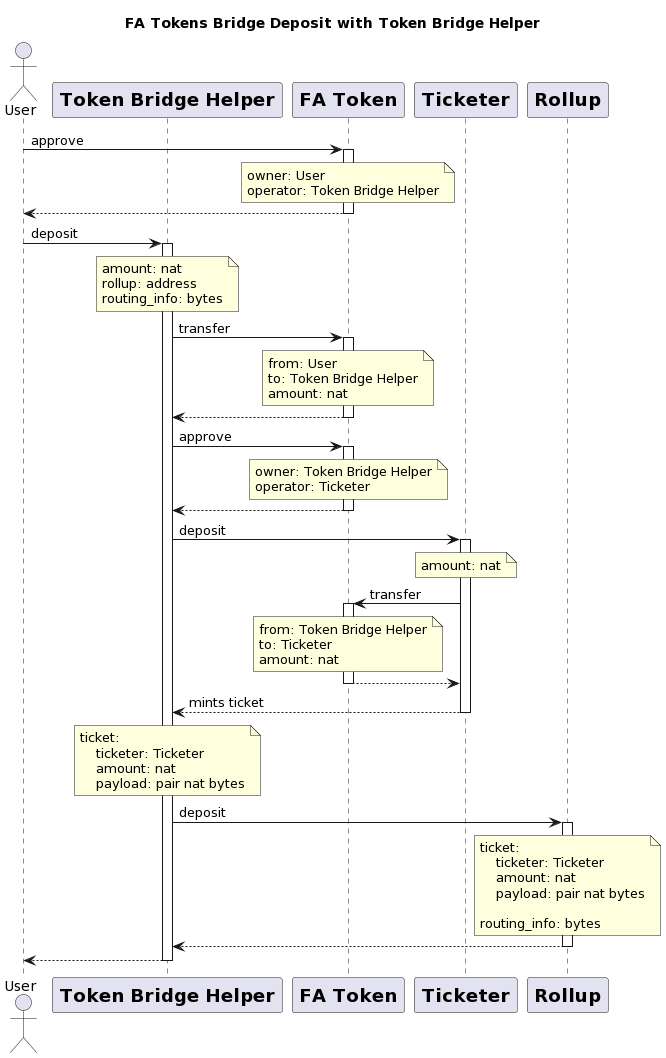 FA Tokens Bridge Deposit with Token Bridge Helper
User
Token Bridge Helper
FA Token
Ticketer
Rollup
approve
owner: User
operator: Token Bridge Helper
deposit
amount: nat
rollup: address
routing_info: bytes
transfer
from: User
to: Token Bridge Helper
amount: nat
approve
owner: Token Bridge Helper
operator: Ticketer
deposit
amount: nat
transfer
from: Token Bridge Helper
to: Ticketer
amount: nat
mints ticket
ticket:
ticketer: Ticketer
amount: nat
payload: pair nat bytes
deposit
ticket:
ticketer: Ticketer
amount: nat
payload: pair nat bytes
routing_info: bytes
User
Token Bridge Helper
FA Token
Ticketer
Rollup